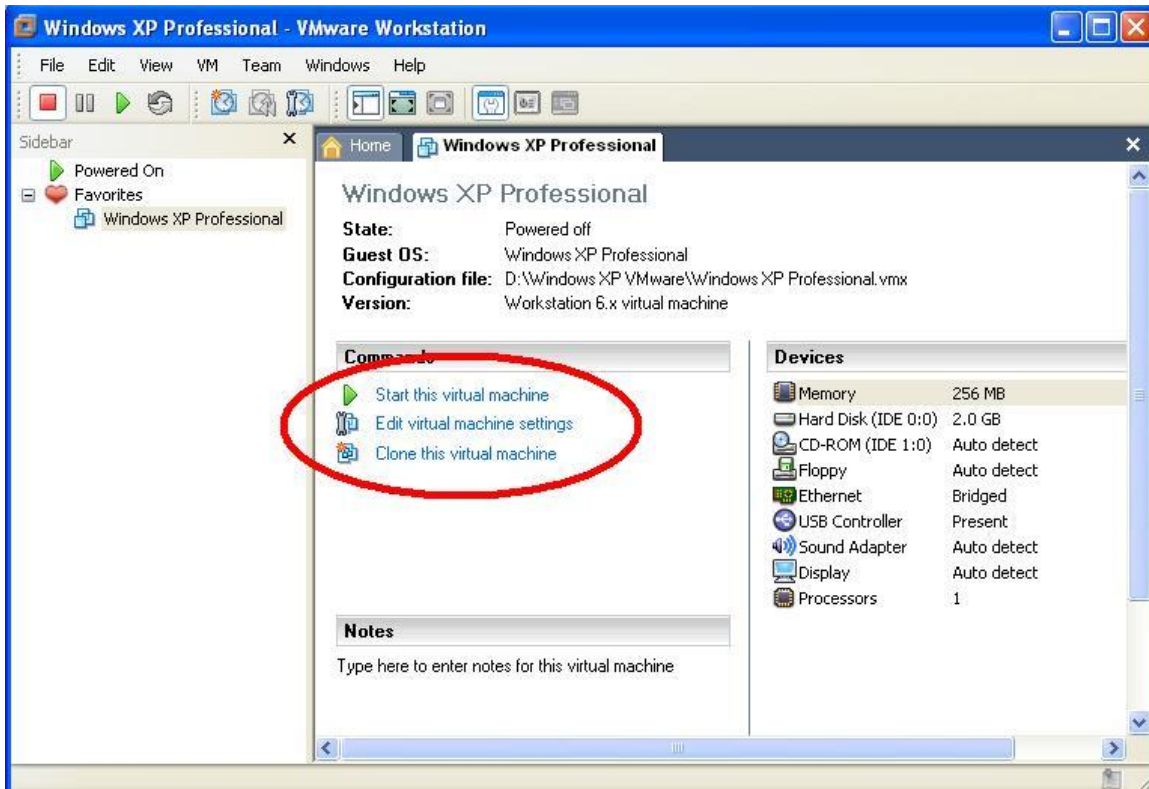 Windows XP Professional - VMware Workstation
File Edit View VM Team Windows Help
Sidebar
Powered On
Favorites
Windows XP Professional
Home
Windows XP Professional
Windows XP Professional
State: Powered off
Guest OS: Windows XP Professional
Configuration file: D:\Windows XP VMware\Windows XP Professional.vmx
Version: Workstation 6.x virtual machine
Commands
Start this virtual machine
Edit virtual machine settings
Clone this virtual machine
Notes
Type here to enter notes for this virtual machine
Devices
Memory 256 MB
Hard Disk (IDE 0:0) 2.0 GB
CD-ROM (IDE 1:0) Auto detect
Floppy Auto detect
Ethernet Bridged
USB Controller Present
Sound Adapter Auto detect
Display Auto detect
Processors 1